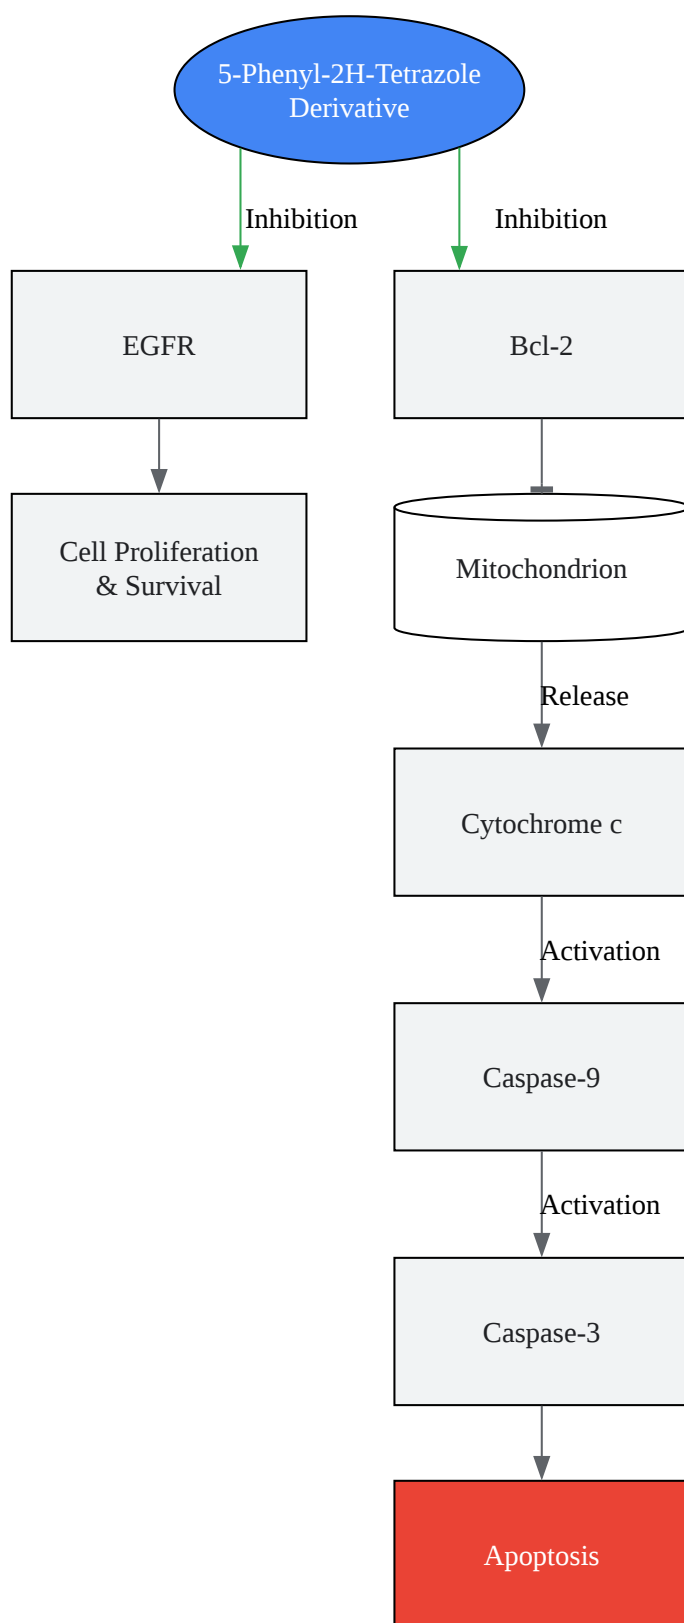 5-Phenyl-2H-Tetrazole
Derivative
Inhibition
Inhibition
EGFR
Bcl-2
Cell Proliferation
& Survival
Mitochondrion
Release
Cytochrome c
Activation
Caspase-9
Activation
Caspase-3
Apoptosis